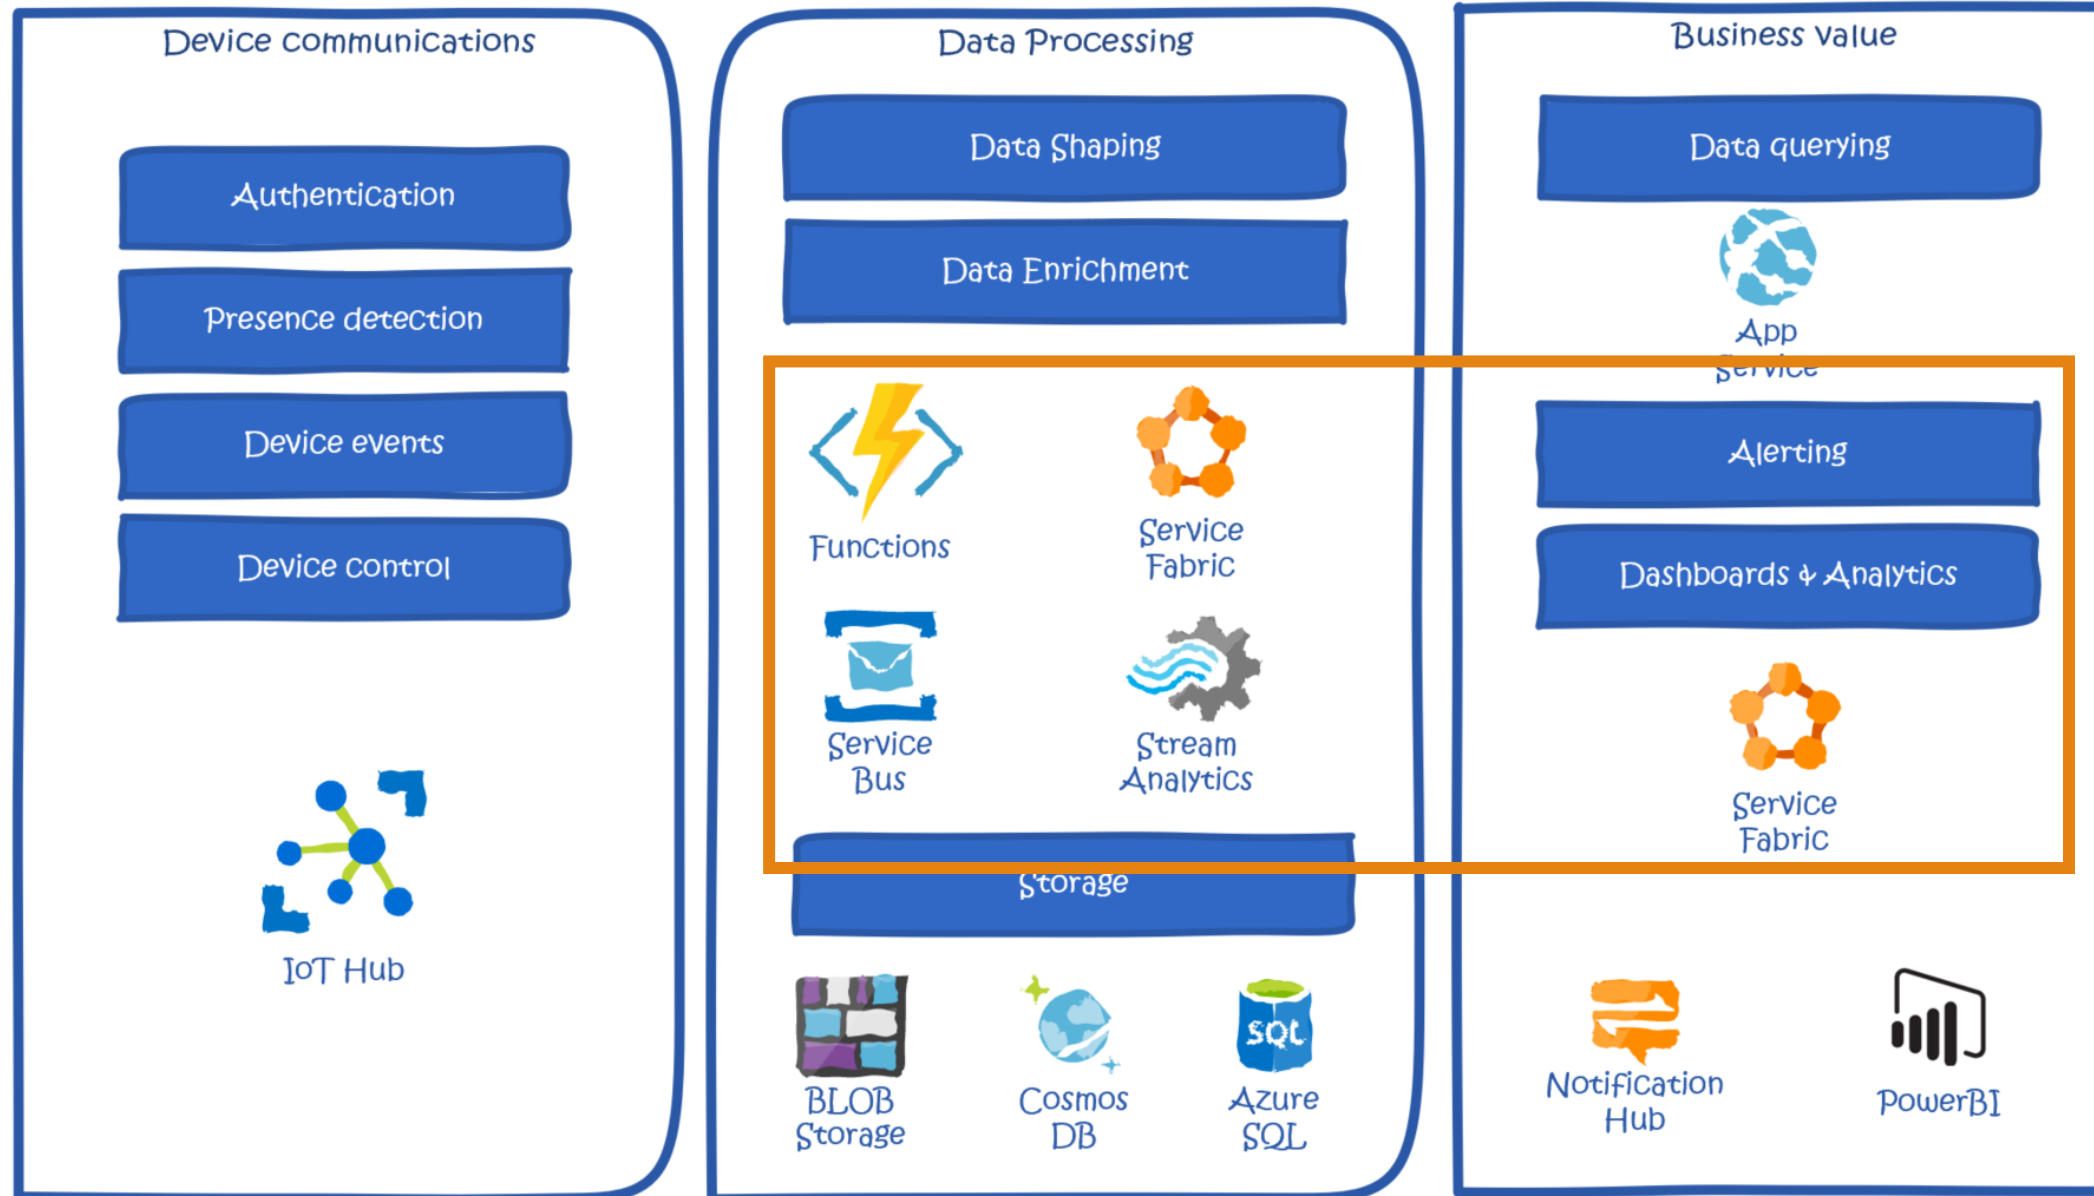 Device communications
Authentication
Presence detection
Device events
Device control
IoT Hub
Data Processing
Data Shaping
Data Enrichment
Functions
Service
Fabric
Service
Bus
Stream
Analytics
Storage
BLOB
Storage
Cosmos
DB
SQL
Azure
SQL
Business value
Data querying
App
Service
Alerting
Dashboards & Analytics
Service
Fabric
Notification
Hub
PowerBI